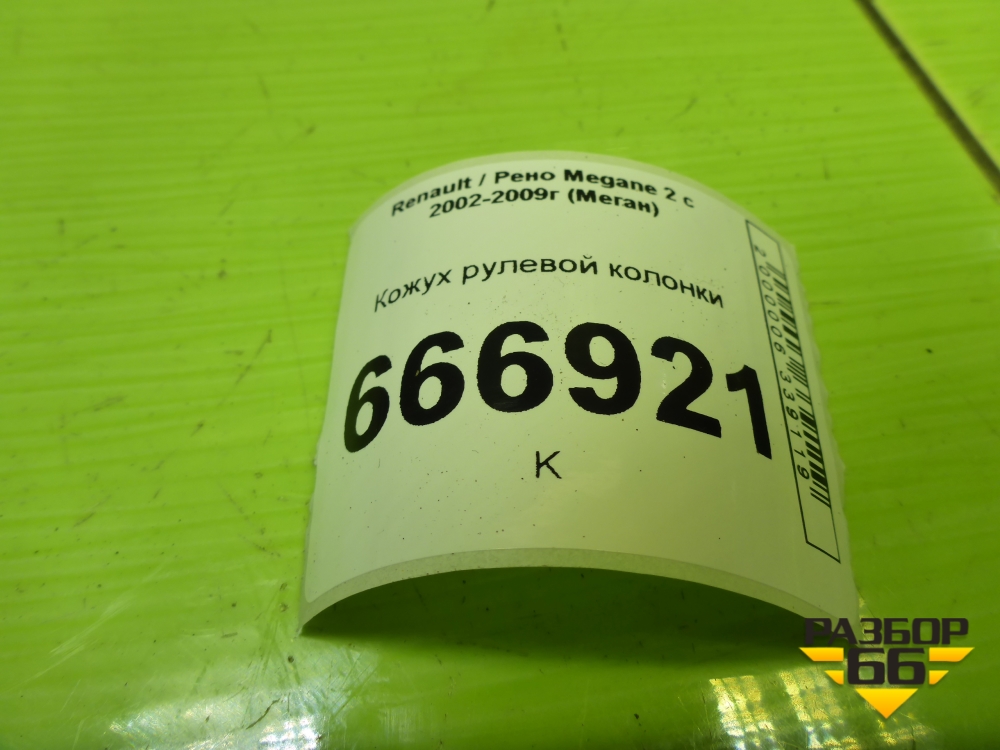 Renault / Рено Megane 2 с
2002-2009г (Меган)
Кожух рулевой колонки
666921
К
2000006339119
РАЗБОР
66